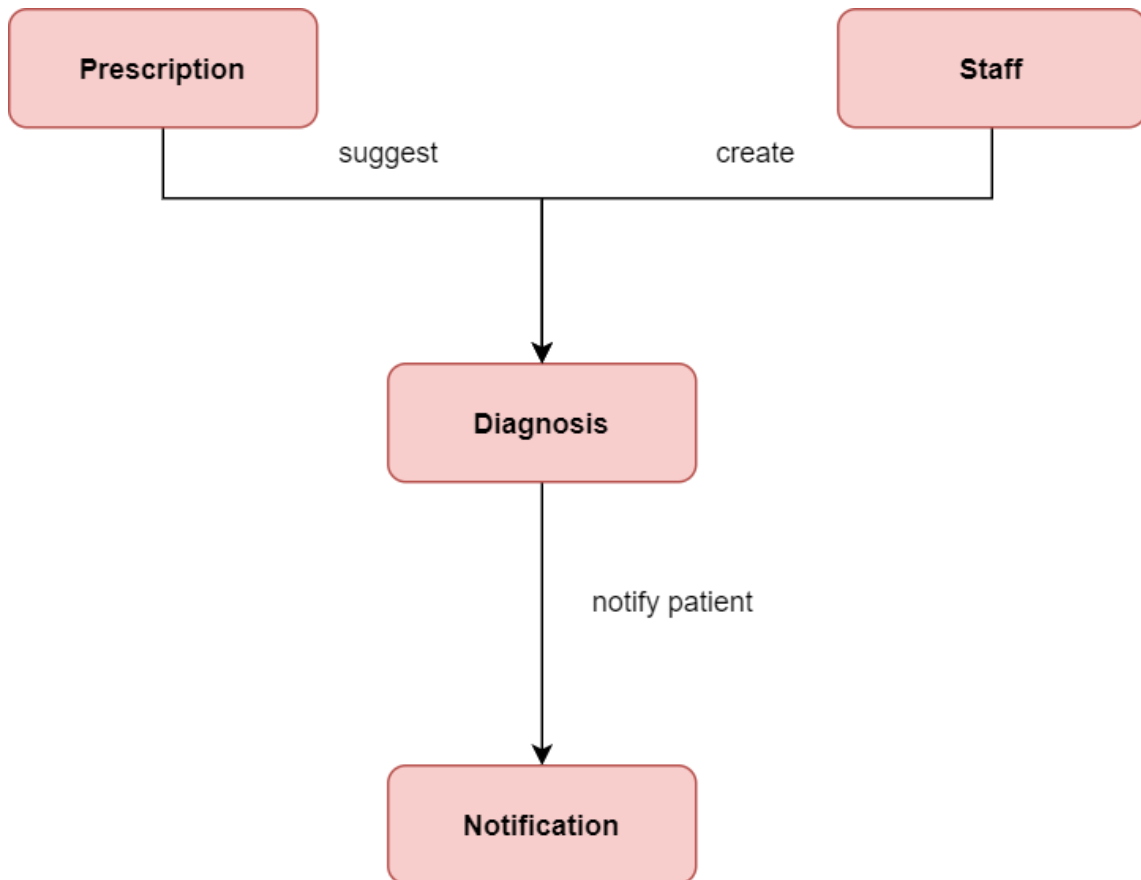 Prescription
Staff
suggest
create
Diagnosis
notify patient
Notification